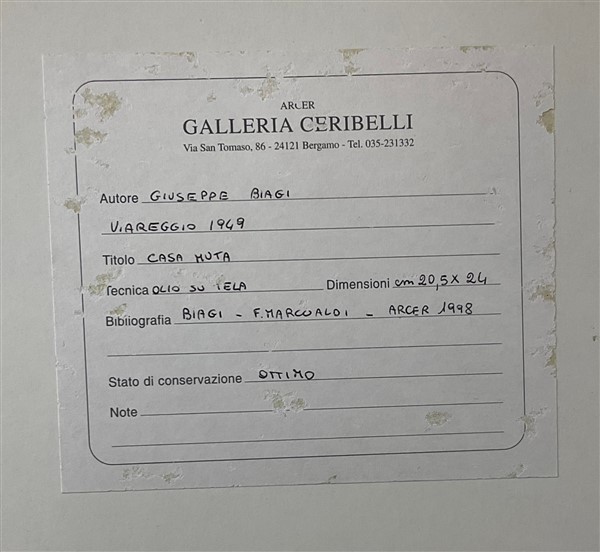 ARCER
GALLERIA CERIBELLI
Via San Tomaso, 86 - 24121 Bergamo - Tel. 035-231332
Autore GIUSEPPE BIAGI
VIAREGGIO 1949
Titolo CASA MUTA
Tecnica OLIO SU TELA Dimensioni cm 20,5 X 24
Bibliografia BIAGI - F. MARCOALDI - ARCER 1998
Stato di conservazione OTTIMO
Note